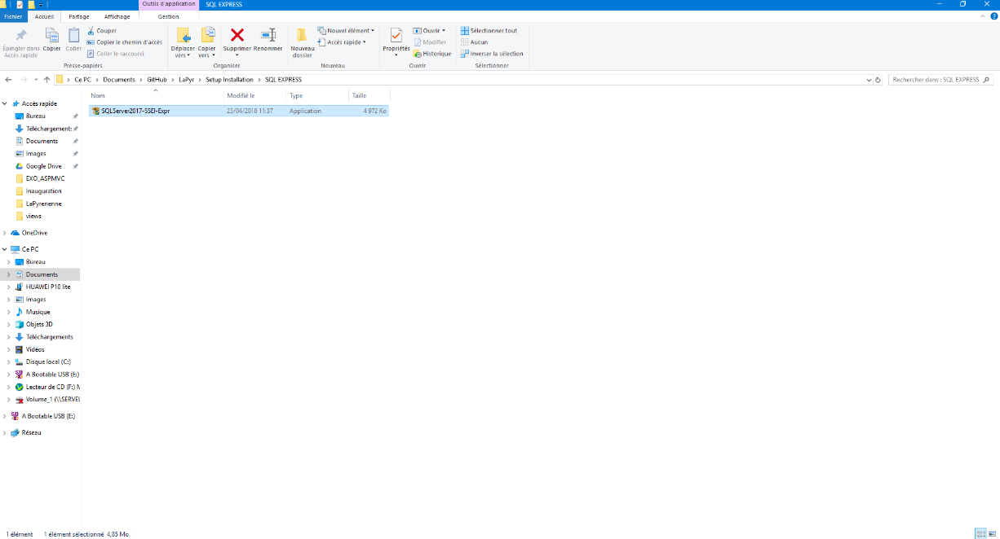 Outils d'application
SQL EXPRESS
Fichier
Accueil
Partage
Affichage
Gestion
Épingler dans
Accès rapide
Copier
Coller
Couper
Copier le chemin d'accès
Coller le raccourci
Presse-papiers
Déplacer
vers
Copier
vers
Supprimer
Renommer
Organiser
Nouveau
dossier
Nouvel élément
Accès rapide
Nouveau
Propriétés
Ouvrir
Modifier
Historique
Ouvrir
Sélectionner tout
Aucun
Inverser la sélection
Sélectionner
Ce PC > Documents > GitHub > LaPyr > Setup Installation > SQL EXPRESS
Rechercher dans : SQL EXPRESS
Nom
Modifié le
Type
Taille
SQLServer2017-SSEI-Expr
23/04/2018 11:37
Application
4 972 Ko
Accès rapide
Bureau
Téléchargements
Documents
Images
Google Drive
EXO_ASPMVC
Inauguration
LaPyrenenne
views
OneDrive
Ce PC
Bureau
Documents
HUAWEI P10 lite
Images
Musique
Objets 3D
Téléchargements
Vidéos
Disque local (C:)
A Bootable USB (E:)
Lecteur de CD (F:) M
Volume_1 (\\SERVEU
A Bootable USB (E:)
Réseau
1 élément
1 élément sélectionné 4,85 Mo